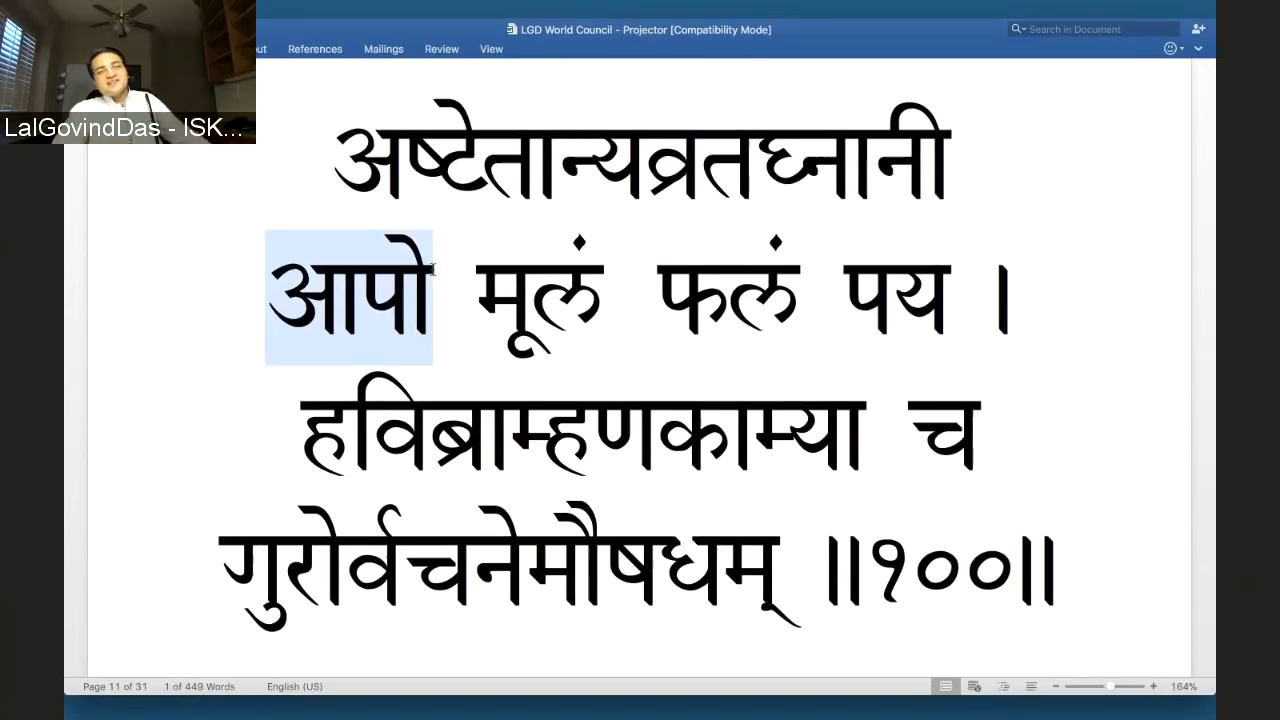 LGD World Council - Projector [Compatibility Mode]
Search in Document
out References Mailings Review View
LalGovindDas - ISK...
अष्टेतान्यव्रतघ्नानी
आपो मूलं फलं पय ।
हविब्राम्हणकाम्या च
गुरोर्वचनेमौषधम् ॥१००॥
Page 11 of 31 1 of 449 Words English (US) 164%